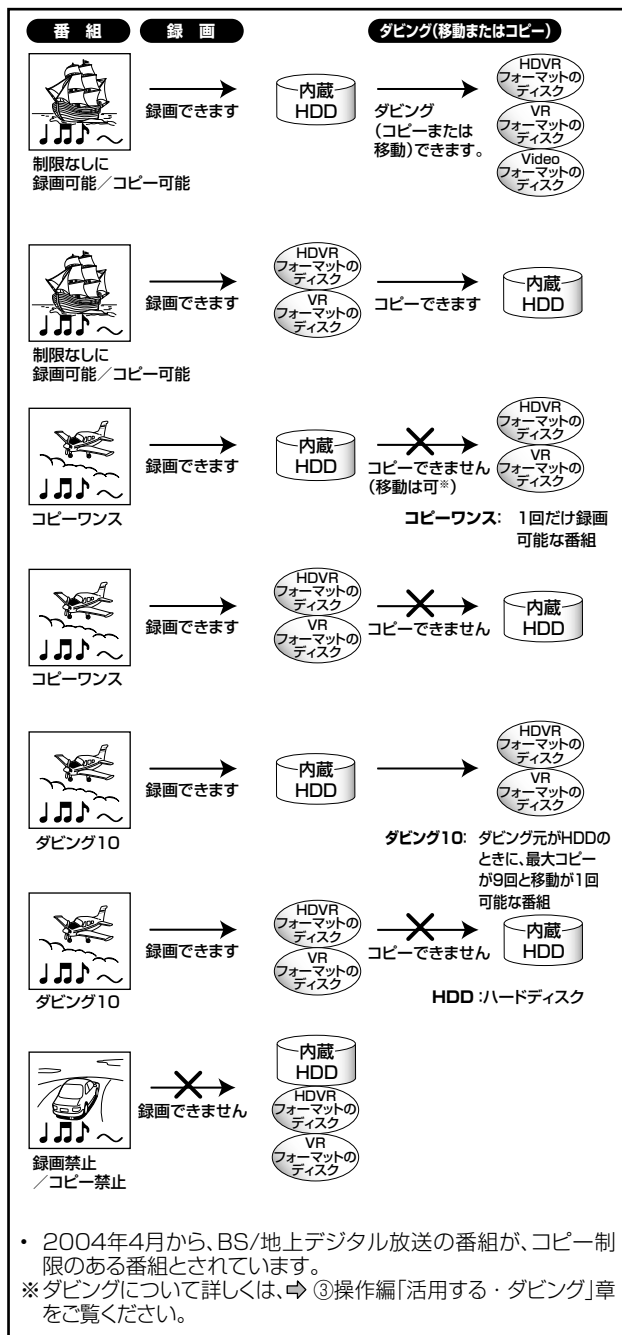 番組 録画 ダビング(移動またはコピー)
制限なしに
録画可能／コピー可能
録画できます
内蔵
HDD
ダビング
(コピーまたは
移動)できます。
HDVR
フォーマットの
ディスク
VR
フォーマットの
ディスク
Video
フォーマットの
ディスク
制限なしに
録画可能／コピー可能
録画できます
HDVR
フォーマットの
ディスク
VR
フォーマットの
ディスク
コピーできます
内蔵
HDD
コピーワンス
録画できます
内蔵
HDD
コピーできません
(移動は可※)
HDVR
フォーマットの
ディスク
VR
フォーマットの
ディスク
コピーワンス： 1回だけ録画
可能な番組
コピーワンス
録画できます
HDVR
フォーマットの
ディスク
VR
フォーマットの
ディスク
コピーできません
内蔵
HDD
ダビング10
録画できます
内蔵
HDD
HDVR
フォーマットの
ディスク
VR
フォーマットの
ディスク
ダビング10： ダビング元がHDDの
ときに、最大コピー
が9回と移動が1回
可能な番組
ダビング10
録画できます
HDVR
フォーマットの
ディスク
VR
フォーマットの
ディスク
コピーできません
内蔵
HDD
HDD：ハードディスク
録画禁止
／コピー禁止
録画できません
内蔵
HDD
HDVR
フォーマットの
ディスク
VR
フォーマットの
ディスク
• 2004年4月から、BS/地上デジタル放送の番組が、コピー制
限のある番組とされています。
※ダビングについて詳しくは、➡ ③操作編「活用する・ダビング」章
をご覧ください。